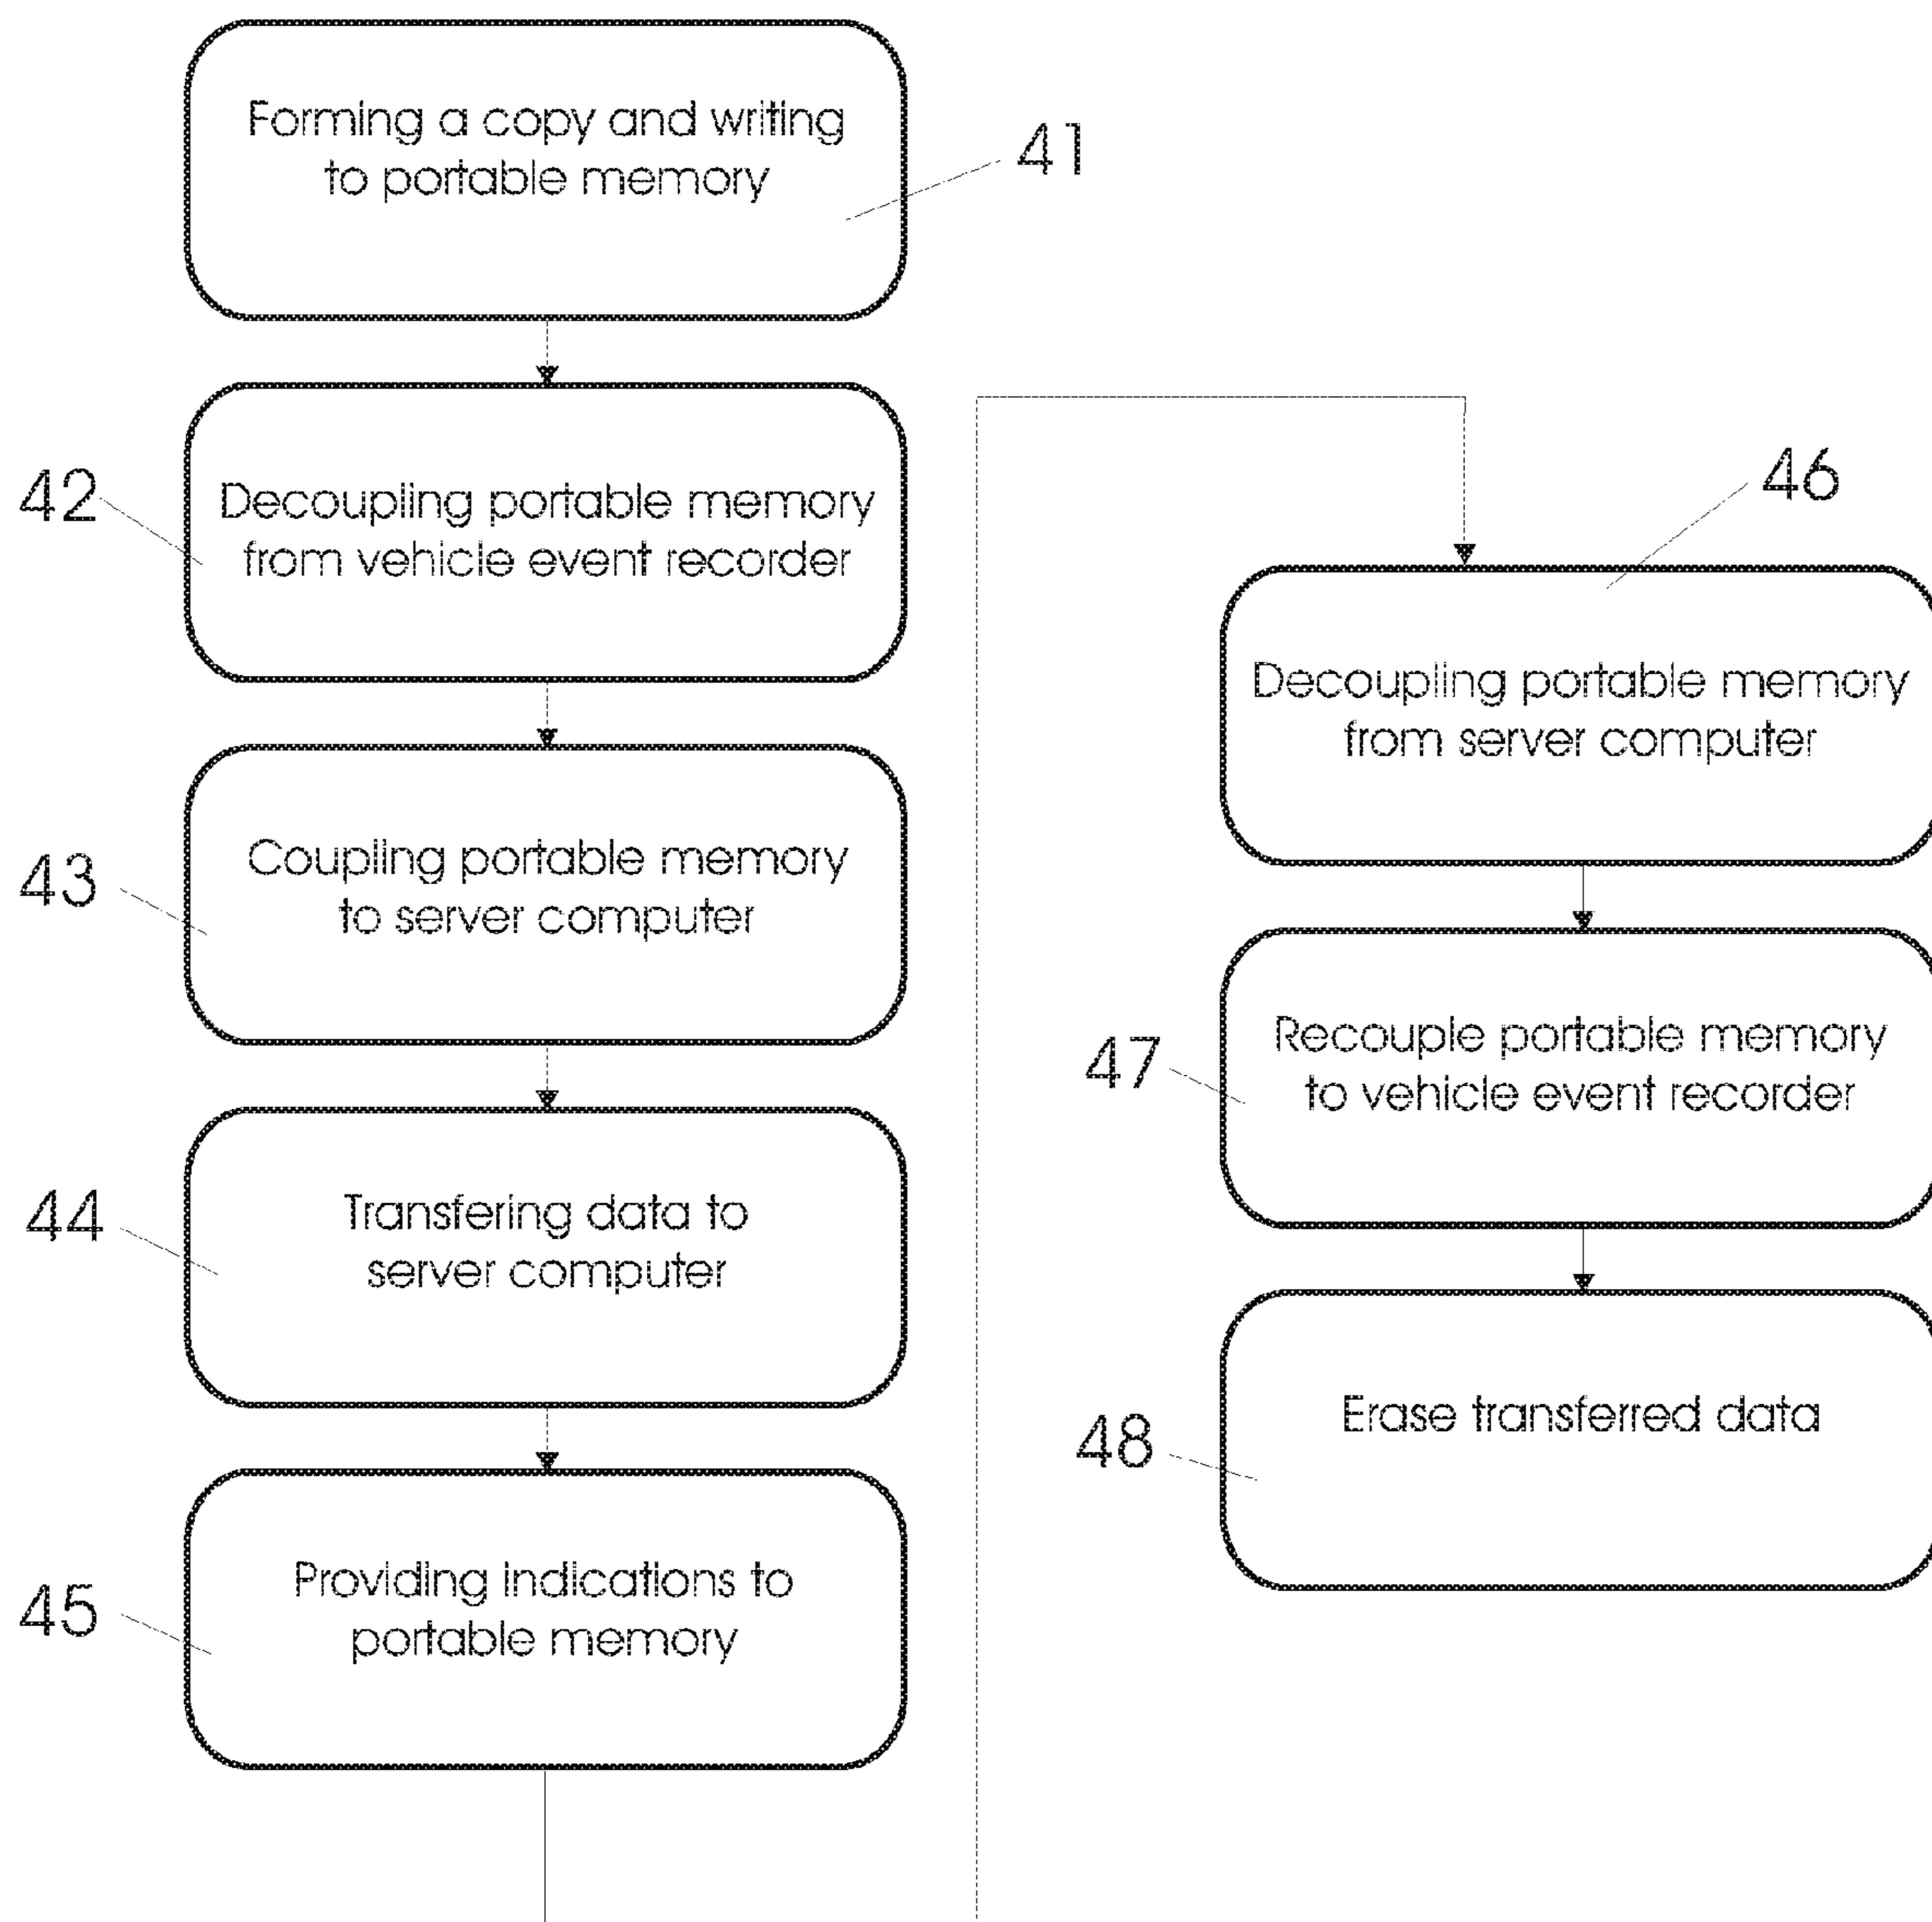 Forming a copy and writing
to portable memory
41
42
Decoupling portable memory
from vehicle event recorder
43
Coupling portable memory
to server computer
44
Transfering data to
server computer
45
Providing indications to
portable memory
46
Decoupling portable memory
from server computer
47
Recouple portable memory
to vehicle event recorder
48
Erase transferred data